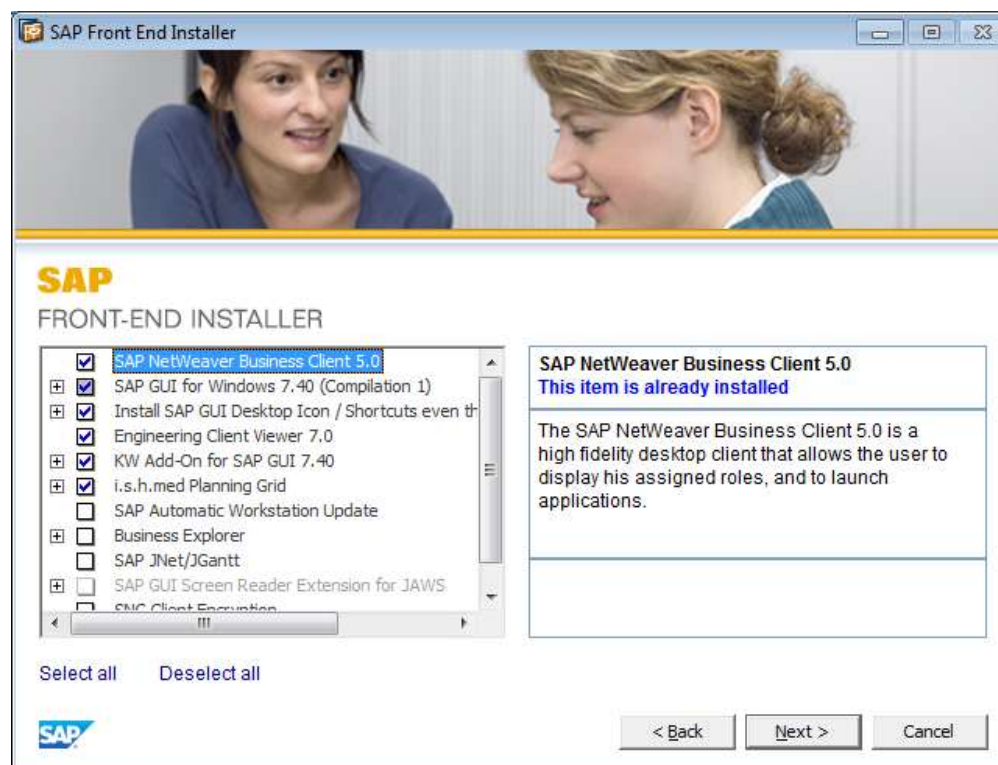 SAP Front End Installer
SAP
FRONT-END INSTALLER
SAP NetWeaver Business Client 5.0
SAP GUI for Windows 7.40 (Compilation 1)
Install SAP GUI Desktop Icon / Shortcuts even th
Engineering Client Viewer 7.0
KW Add-On for SAP GUI 7.40
i.s.h.med Planning Grid
SAP Automatic Workstation Update
Business Explorer
SAP JNet/JGantt
SAP GUI Screen Reader Extension for JAWS
SNC Client Encryption
SAP NetWeaver Business Client 5.0
This item is already installed
The SAP NetWeaver Business Client 5.0 is a
high fidelity desktop client that allows the user to
display his assigned roles, and to launch
applications.
Select all Deselect all
SAP
< Back Next > Cancel